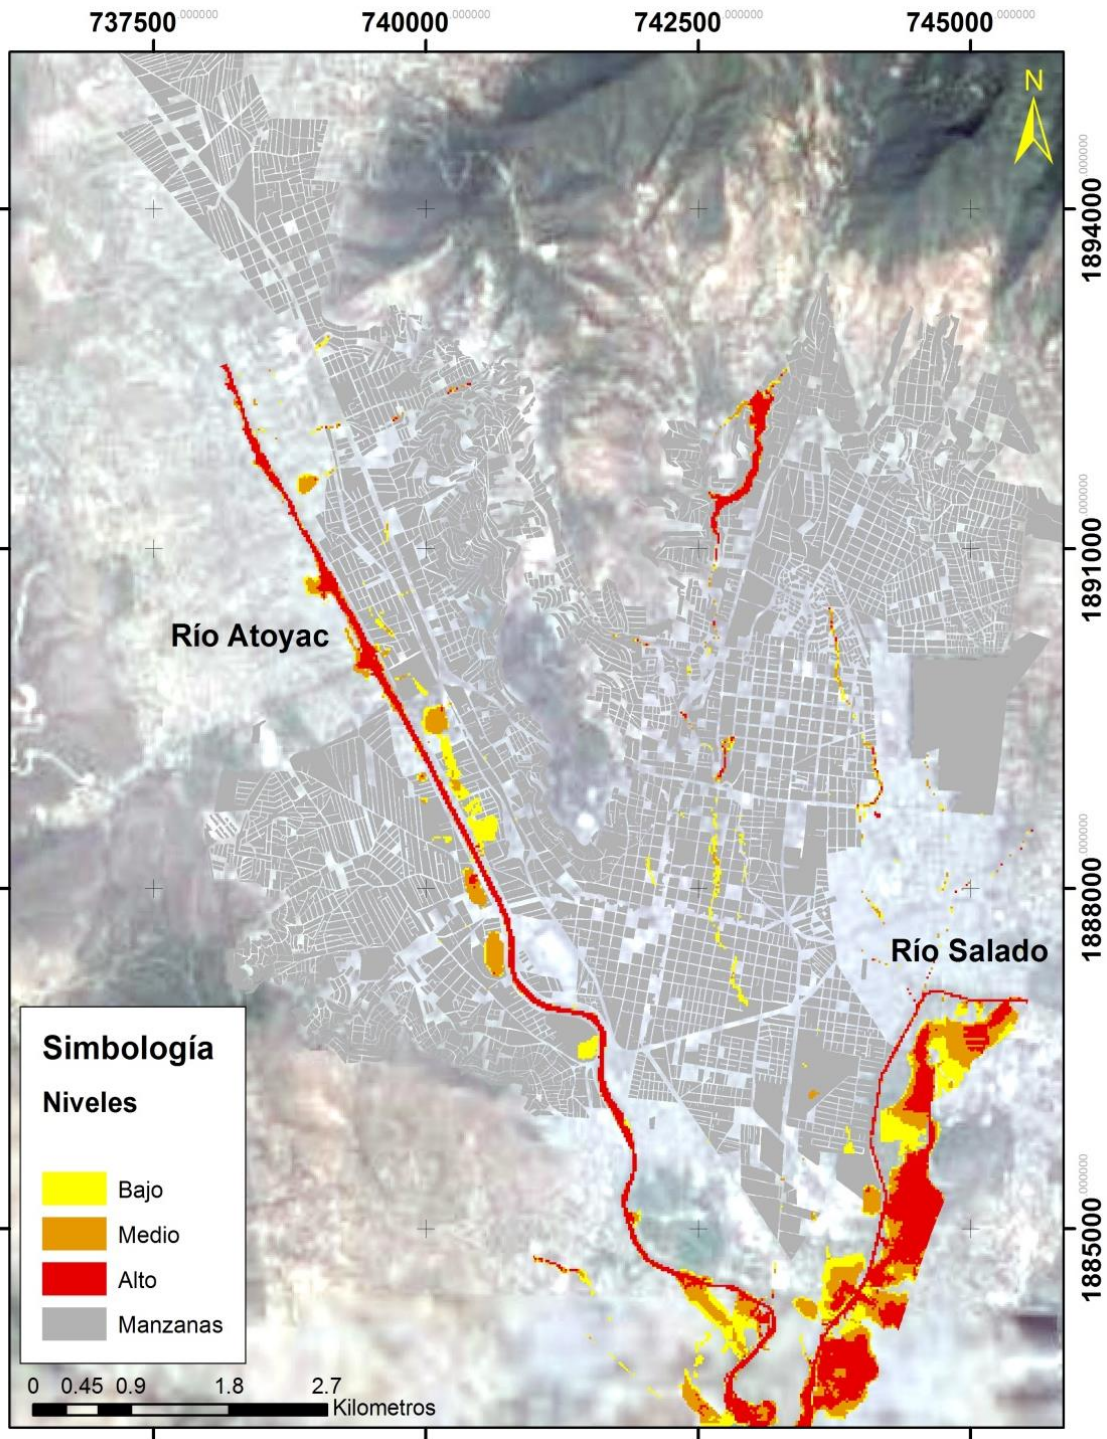 737500.000000 740000.000000 742500.000000 745000.000000
N
1894000.000000
1891000.000000
Río Atoyac
1888000.000000
Río Salado
Simbología
Niveles
Bajo
Medio
Alto
Manzanas
1885000.000000
0 0.45 0.9 1.8 2.7
Kilometros